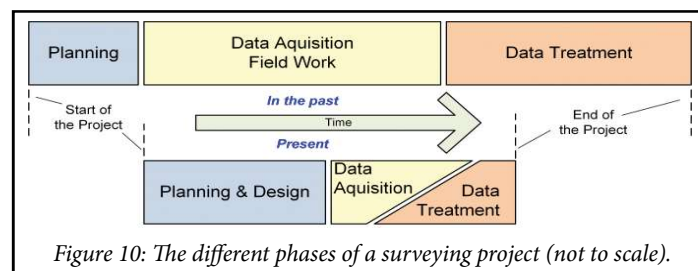 Planning
Data Aquisition
Field Work
Data Treatment
In the past
Start of
the Project
Time
End of
the Project
Present
Planning & Design
Data
Aquisition
Data
Treatment
Figure 10: The different phases of a surveying project (not to scale).